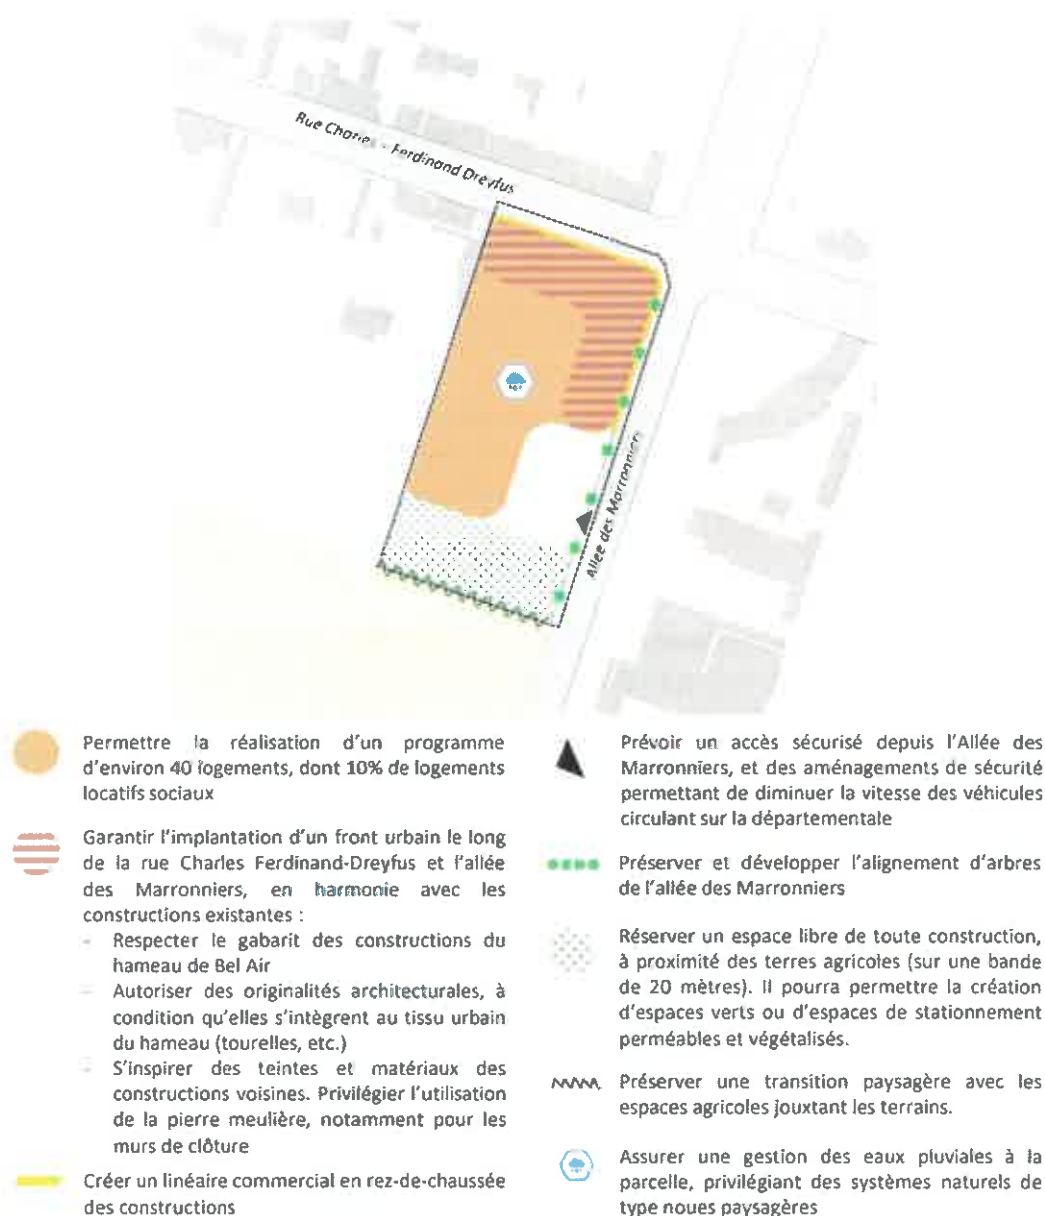 Rue Charles - Ferdinand Dreyfus
Allée des Marronniers
Permettre la réalisation d'un programme
d'environ 40 logements, dont 10% de logements
locatifs sociaux
Garantir l'implantation d'un front urbain le long
de la rue Charles Ferdinand-Dreyfus et l'allée
des Marronniers, en harmonie avec les
constructions existantes :
- Respecter le gabarit des constructions du
hameau de Bel Air
- Autoriser des originalités architecturales, à
condition qu'elles s'intègrent au tissu urbain
du hameau (tourelles, etc.)
- S'inspirer des teintes et matériaux des
constructions voisines. Privilégier l'utilisation
de la pierre meulière, notamment pour les
murs de clôture
Créer un linéaire commercial en rez-de-chaussée
des constructions
Prévoir un accès sécurisé depuis l'Allée des
Marronniers, et des aménagements de sécurité
permettant de diminuer la vitesse des véhicules
circulant sur la départementale
Préserver et développer l'alignement d'arbres
de l'allée des Marronniers
Réserver un espace libre de toute construction,
à proximité des terres agricoles (sur une bande
de 20 mètres). Il pourra permettre la création
d'espaces verts ou d'espaces de stationnement
perméables et végétalisés.
Préserver une transition paysagère avec les
espaces agricoles jouxtant les terrains.
Assurer une gestion des eaux pluviales à la
parcelle, privilégiant des systèmes naturels de
type noues paysagères